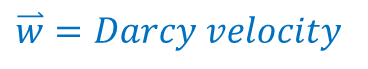 w⃗ = Darcy velocity